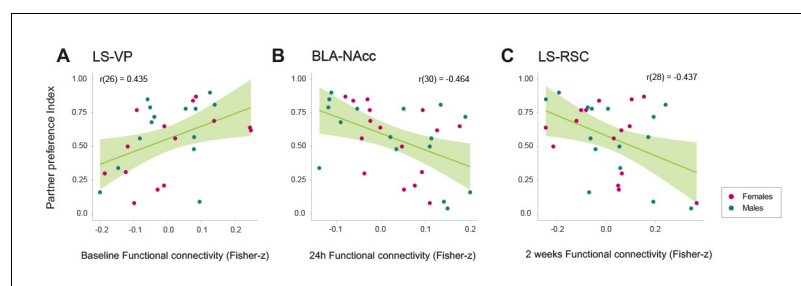 A LS-VP
r(26) = 0.435
Partner preference Index
1.00
0.75
0.50
0.25
0.0
-0.2 -0.1 0.0 0.1 0.2
Baseline Functional connectivity (Fisher-z)
B BLA-NAcc
r(30) = -0.464
1.00
0.75
0.50
0.25
0.0
-0.1 0.0 0.1 0.2
24h Functional connectivity (Fisher-z)
C LS-RSC
r(28) = -0.437
1.00
0.75
0.50
0.25
0.0
-0.2 0.0 0.2 0.4
2 weeks Functional connectivity (Fisher-z)
Females
Males